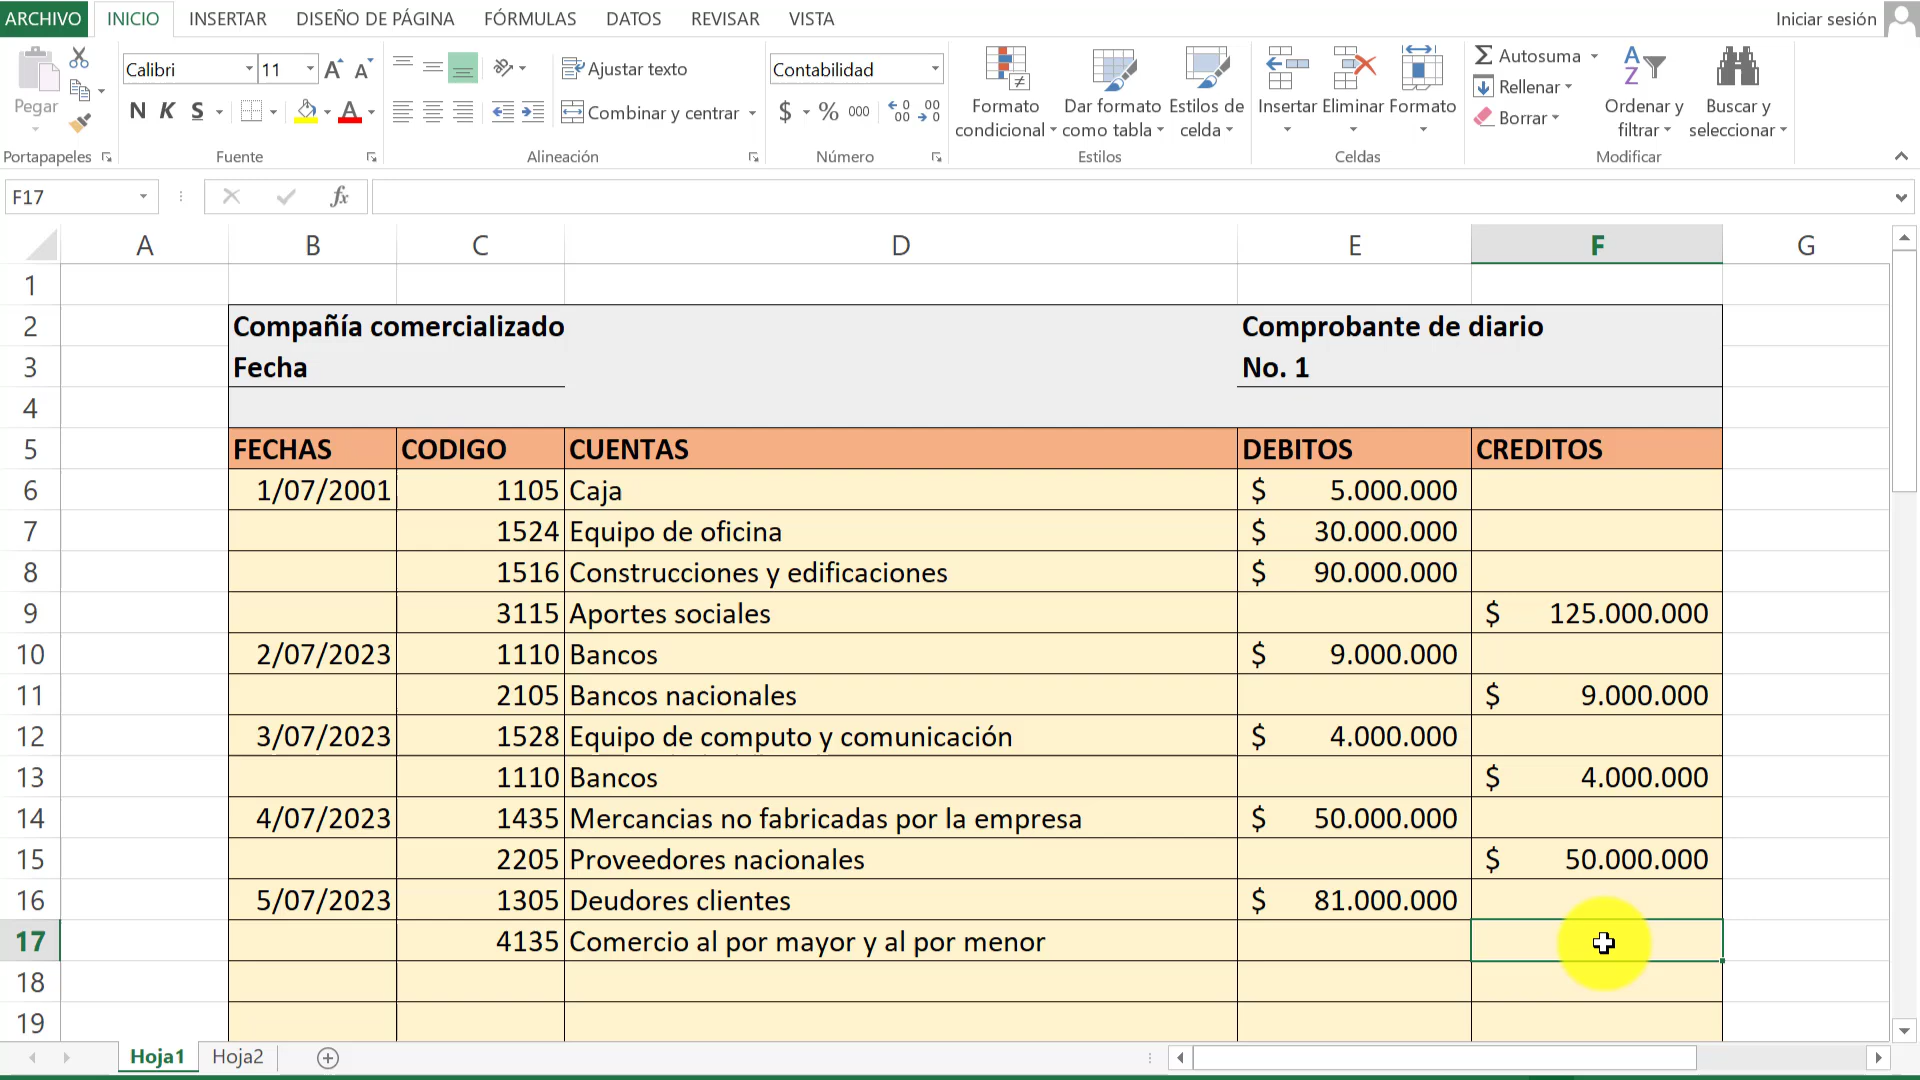 ARCHIVO INICIO INSERTAR DISEÑO DE PÁGINA FÓRMULAS DATOS REVISAR VISTA Iniciar sesión
Pegar
Portapapeles
Calibri 11 A A
N K S A
Fuente
Ajustar texto
Combinar y centrar
Alineación
Contabilidad
$ % 000
Número
Formato condicional
Dar formato como tabla
Estilos de celda
Estilos
Insertar Eliminar Formato
Celdas
Autosuma
Rellenar
Borrar
Ordenar y filtrar
Buscar y seleccionar
Modificar
F17 fx
A B C D E F G
1
2 Compañía comercializado Comprobante de diario
3 Fecha No. 1
4
5 FECHAS CODIGO CUENTAS DEBITOS CREDITOS
6 1/07/2001 1105 Caja $ 5.000.000
7 1524 Equipo de oficina $ 30.000.000
8 1516 Construcciones y edificaciones $ 90.000.000
9 3115 Aportes sociales $ 125.000.000
10 2/07/2023 1110 Bancos $ 9.000.000
11 2105 Bancos nacionales $ 9.000.000
12 3/07/2023 1528 Equipo de computo y comunicación $ 4.000.000
13 1110 Bancos $ 4.000.000
14 4/07/2023 1435 Mercancias no fabricadas por la empresa $ 50.000.000
15 2205 Proveedores nacionales $ 50.000.000
16 5/07/2023 1305 Deudores clientes $ 81.000.000
17 4135 Comercio al por mayor y al por menor
18
19
Hoja1 Hoja2